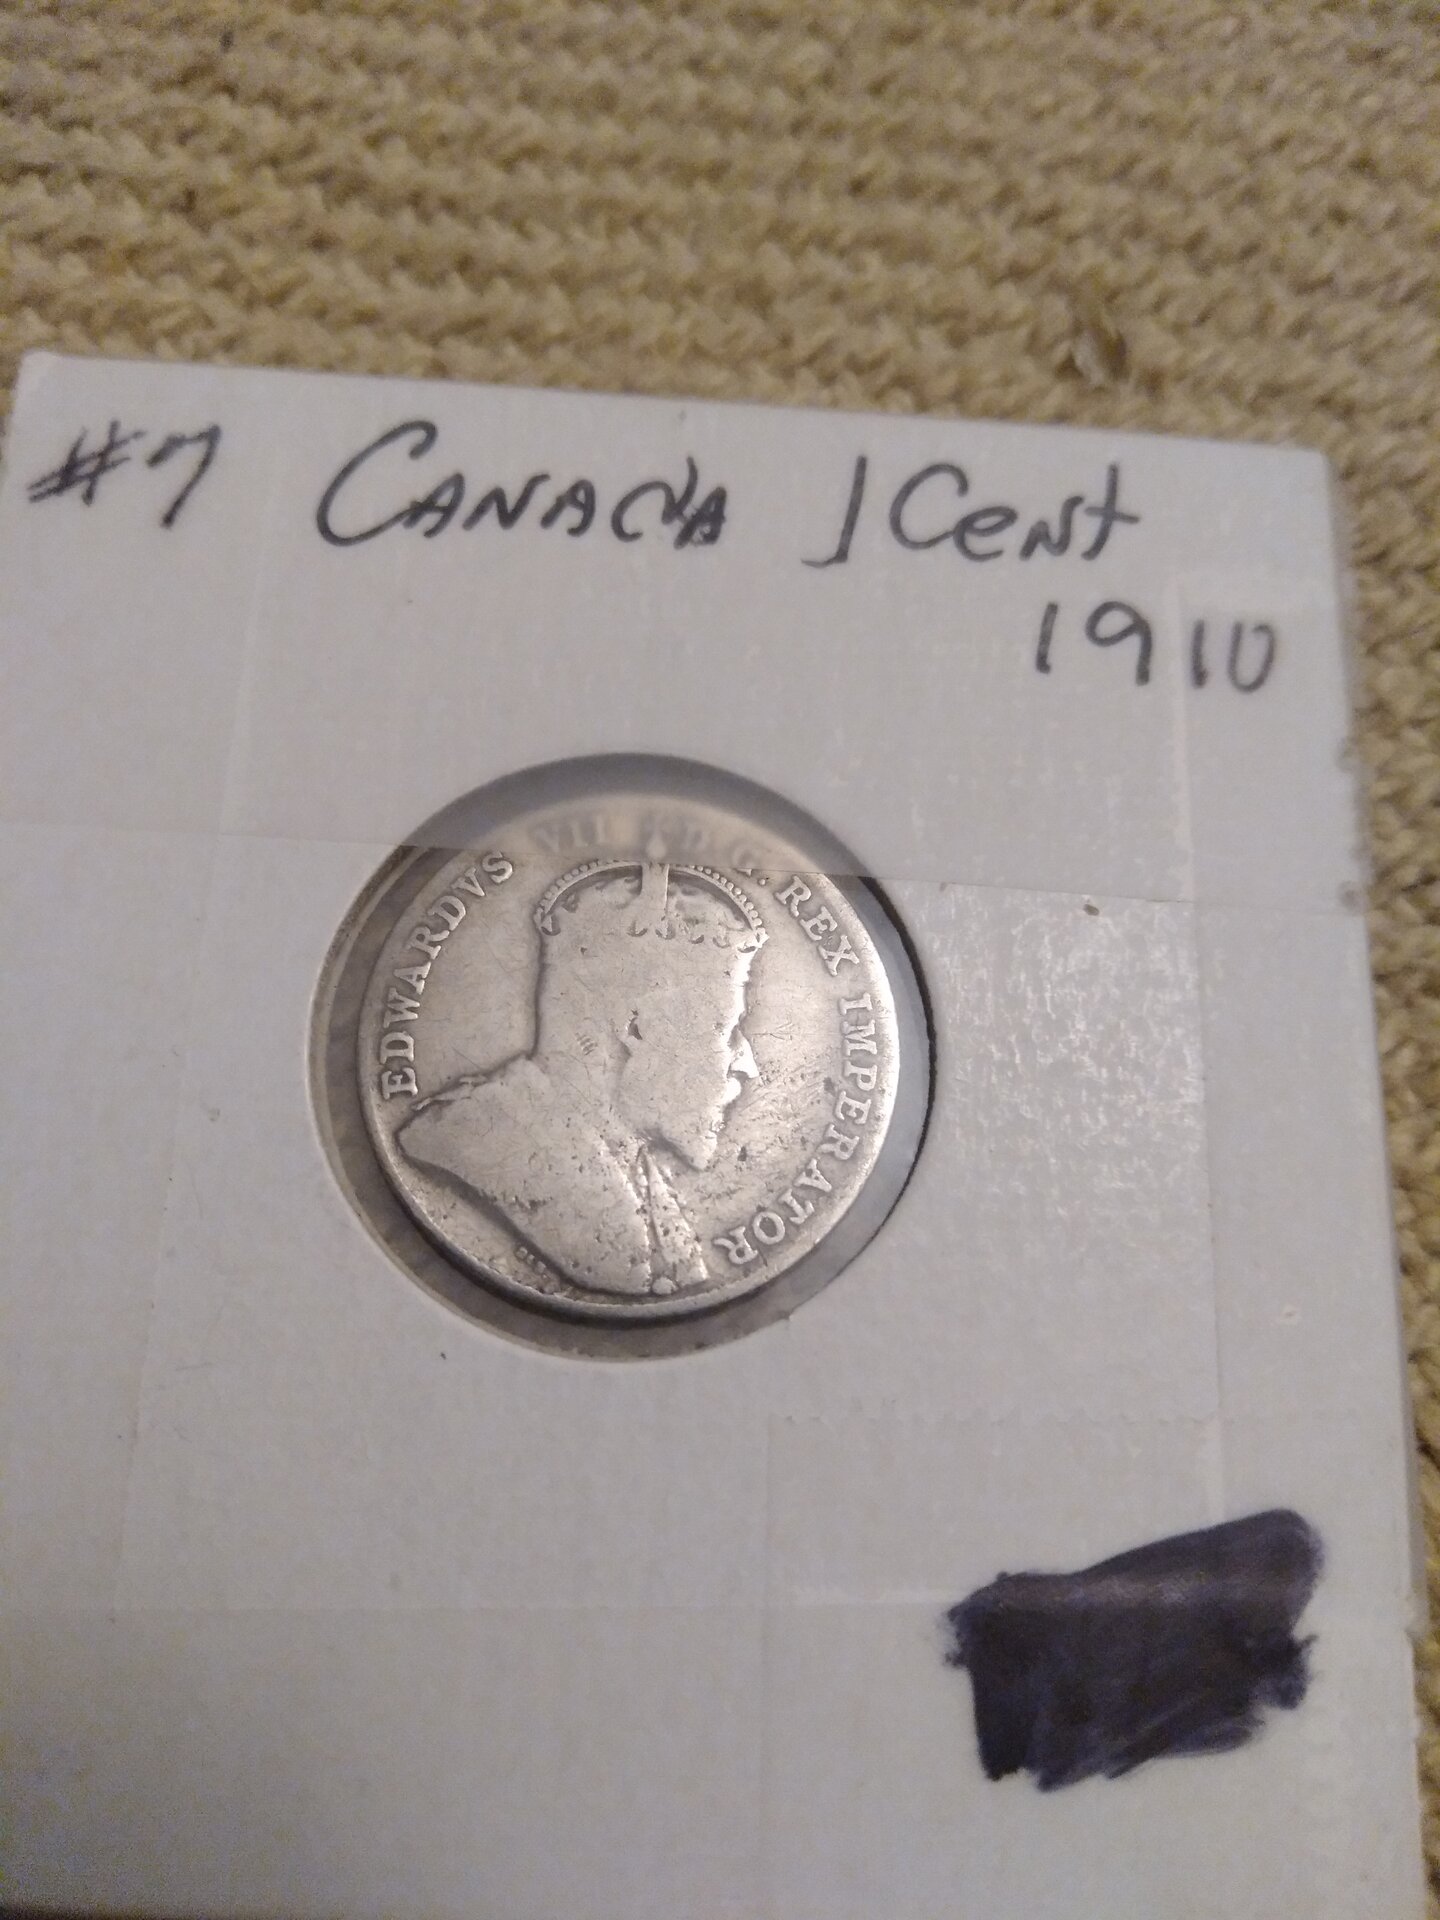 #7 CANADA 1 Cent
1910
EDWARDVS VII D.G. REX IMPERATOR